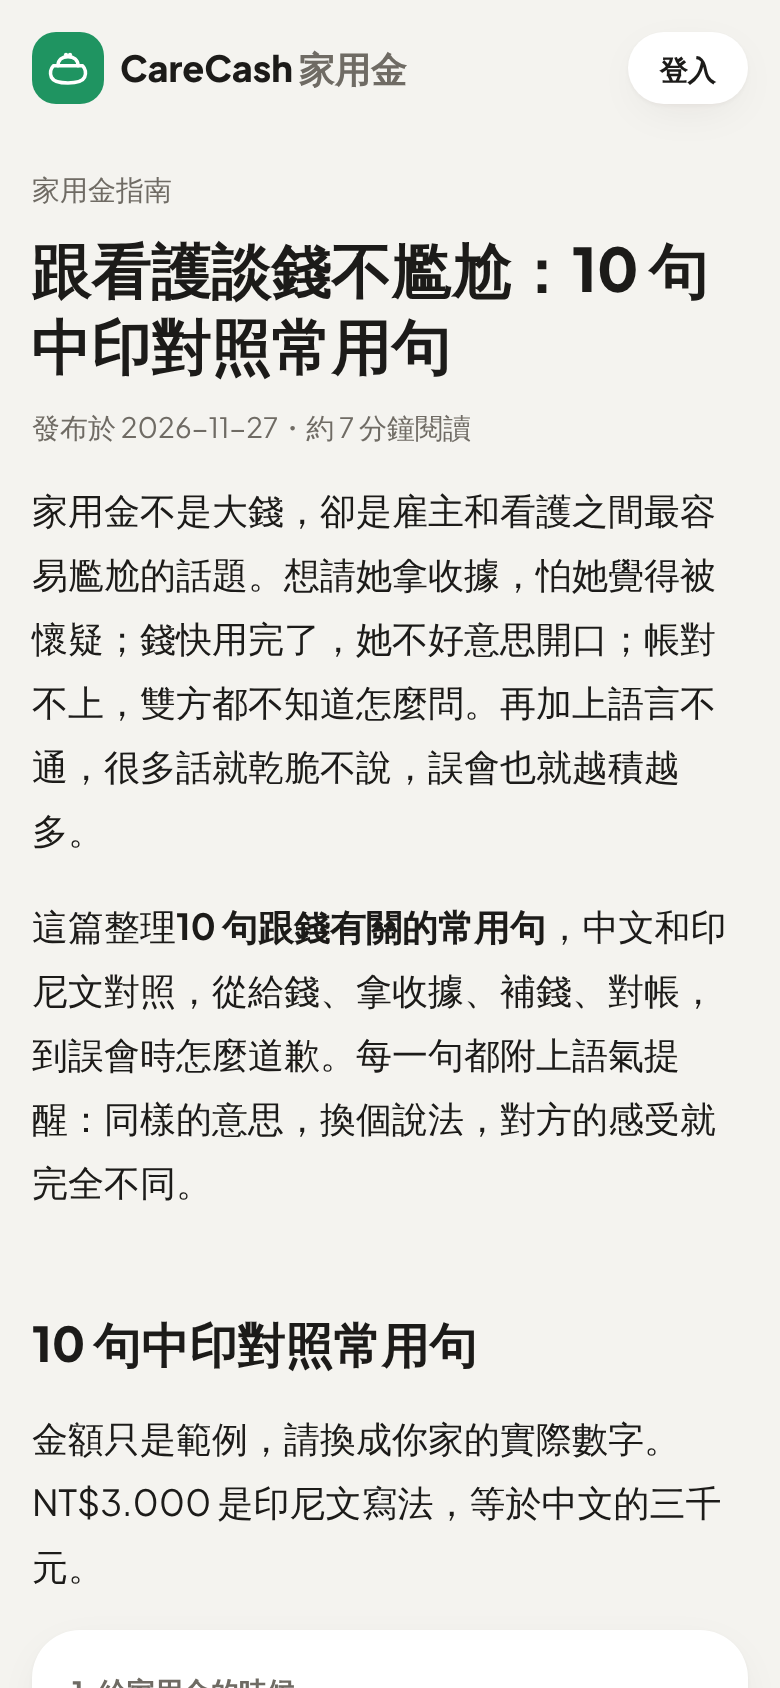 CareCash 家用金
登入
家用金指南
跟看護談錢不尷尬：10 句
中印對照常用句
發布於 2026-11-27・約 7 分鐘閱讀
家用金不是大錢，卻是雇主和看護之間最容
易尷尬的話題。想請她拿收據，怕她覺得被
懷疑；錢快用完了，她不好意思開口；帳對
不上，雙方都不知道怎麼問。再加上語言不
通，很多話就乾脆不說，誤會也就越積越
多。
這篇整理10 句跟錢有關的常用句，中文和印
尼文對照，從給錢、拿收據、補錢、對帳，
到誤會時怎麼道歉。每一句都附上語氣提
醒：同樣的意思，換個說法，對方的感受就
完全不同。
10 句中印對照常用句
金額只是範例，請換成你家的實際數字。
NT$3.000 是印尼文寫法，等於中文的三千
元。
1. 給家用金的時候